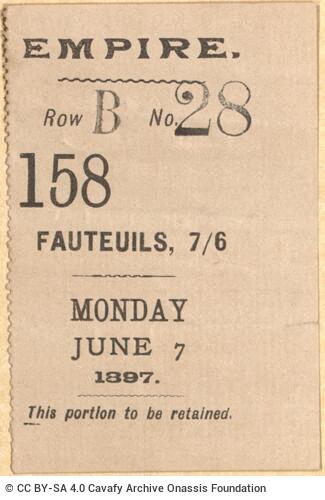 EMPIRE.
Row B No. 28
158
FAUTEUILS, 7/6
MONDAY
JUNE 7
1897.
This portion to be retained.
© CC BY-SA 4.0 Cavafy Archive Onassis Foundation